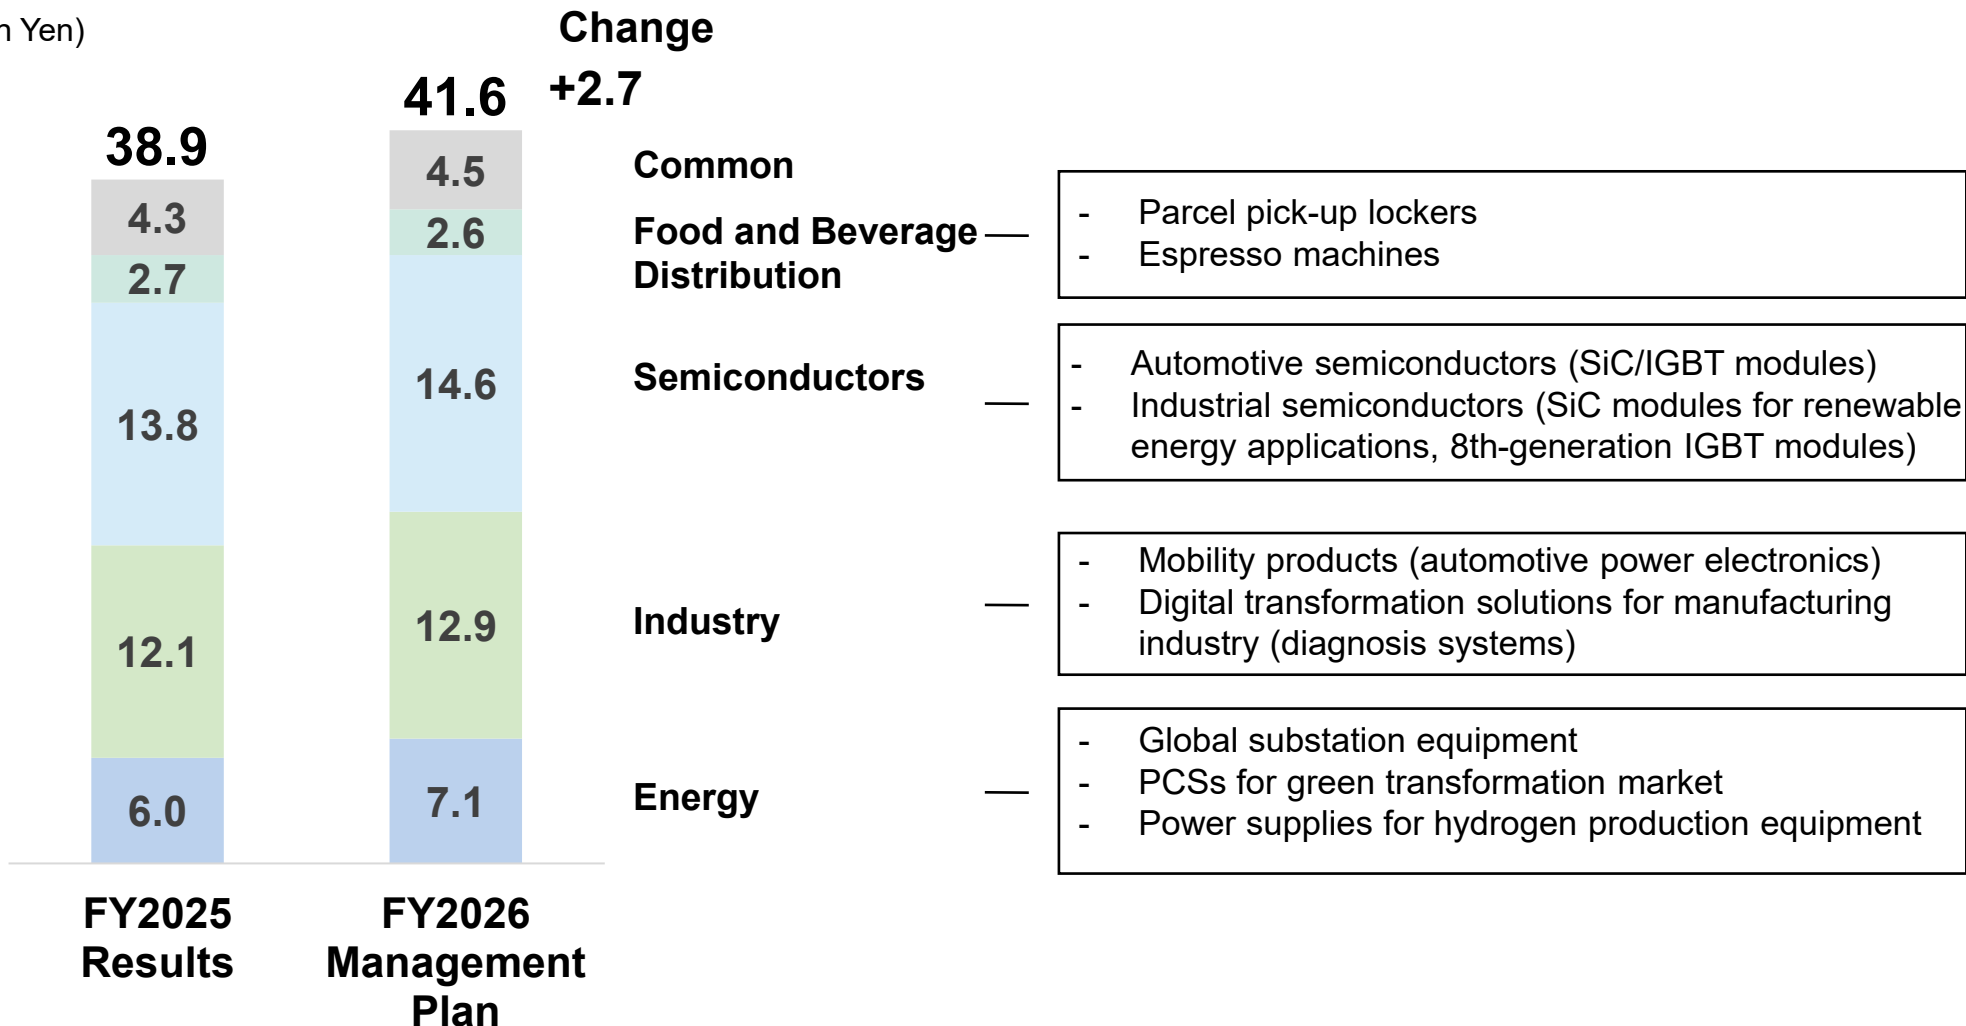 Yen)
Change
+2.7
38.9
41.6
4.3
4.5
Common
2.7
2.6
Food and Beverage
Distribution
- Parcel pick-up lockers
- Espresso machines
13.8
14.6
Semiconductors
- Automotive semiconductors (SiC/IGBT modules)
- Industrial semiconductors (SiC modules for renewable
energy applications, 8th-generation IGBT modules)
12.1
12.9
Industry
- Mobility products (automotive power electronics)
- Digital transformation solutions for manufacturing
industry (diagnosis systems)
6.0
7.1
Energy
- Global substation equipment
- PCSs for green transformation market
- Power supplies for hydrogen production equipment
FY2025
Results
FY2026
Management
Plan